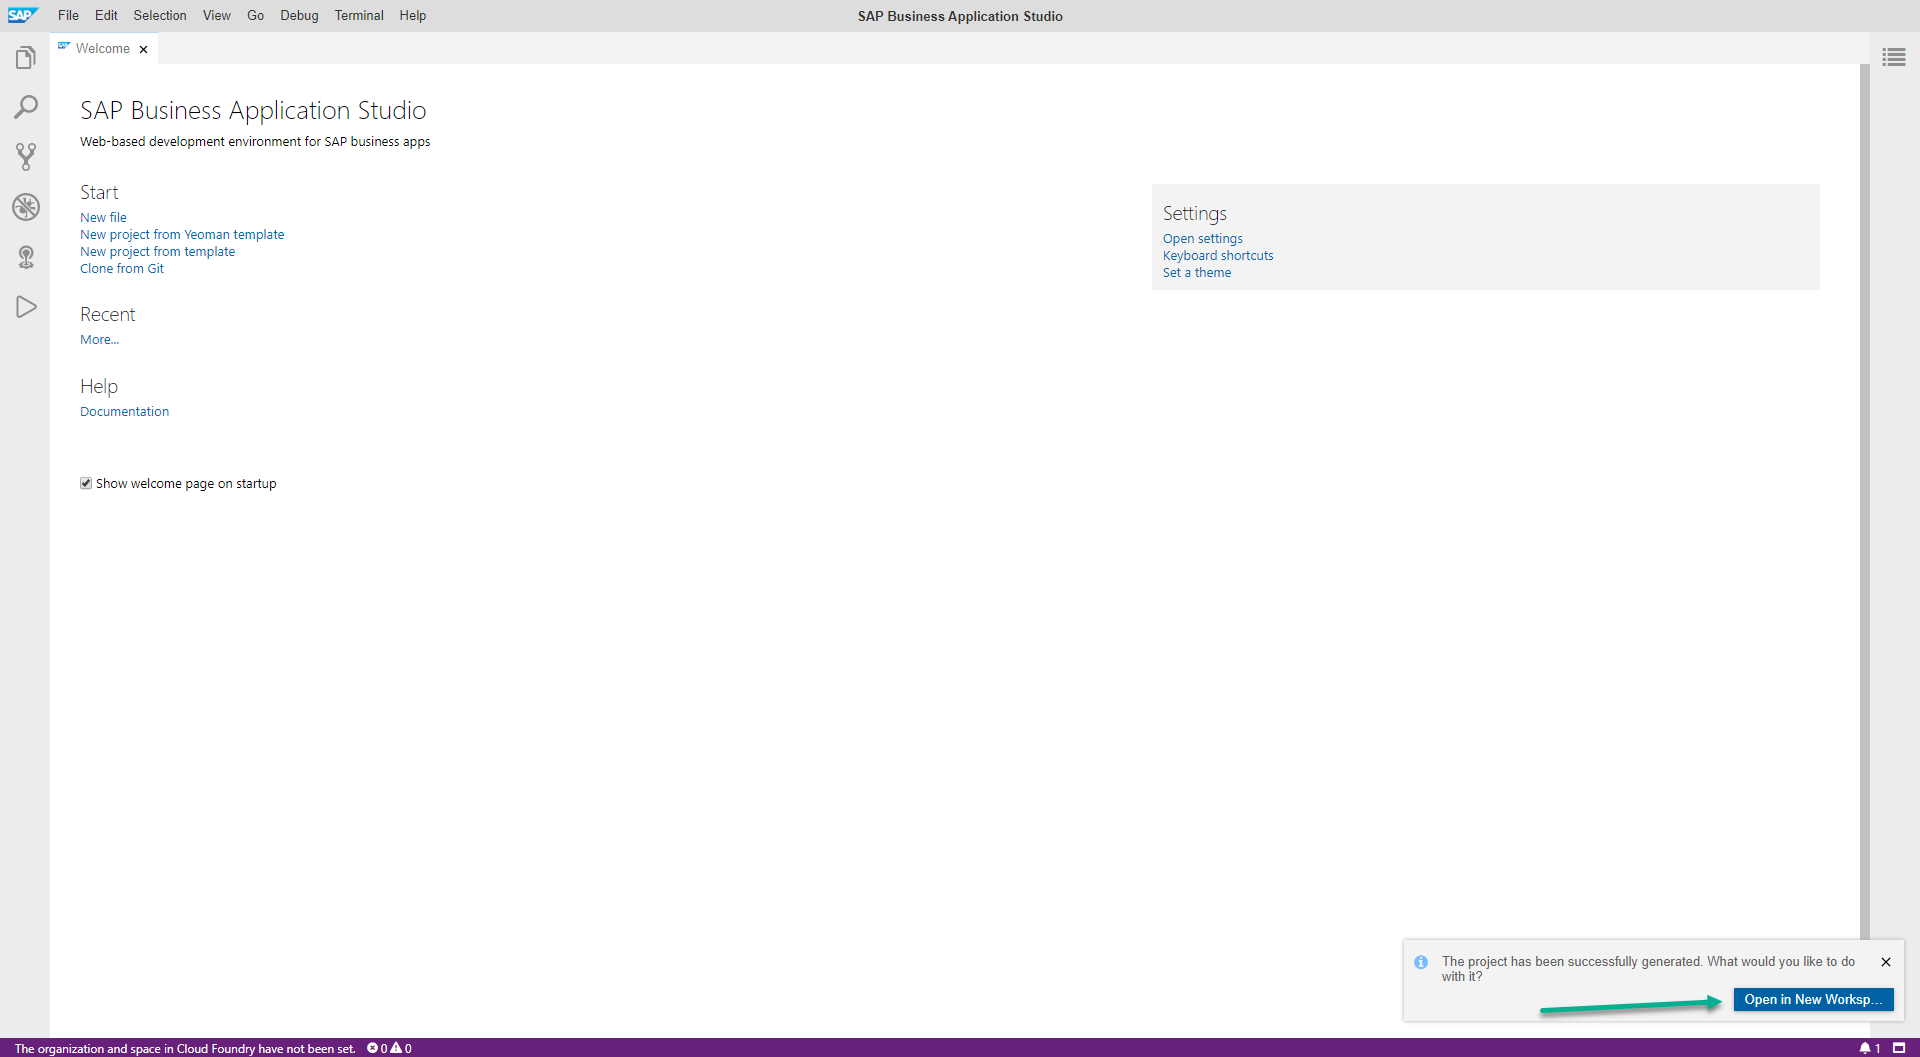 SAP File Edit Selection View Go Debug Terminal Help SAP Business Application Studio
SAP Welcome
SAP Business Application Studio
Web-based development environment for SAP business apps
Start
New file
New project from Yeoman template
New project from template
Clone from Git
Recent
More...
Help
Documentation
Show welcome page on startup
Settings
Open settings
Keyboard shortcuts
Set a theme
The project has been successfully generated. What would you like to do
with it?
Open in New Worksp...
The organization and space in Cloud Foundry have not been set. 0 0 1